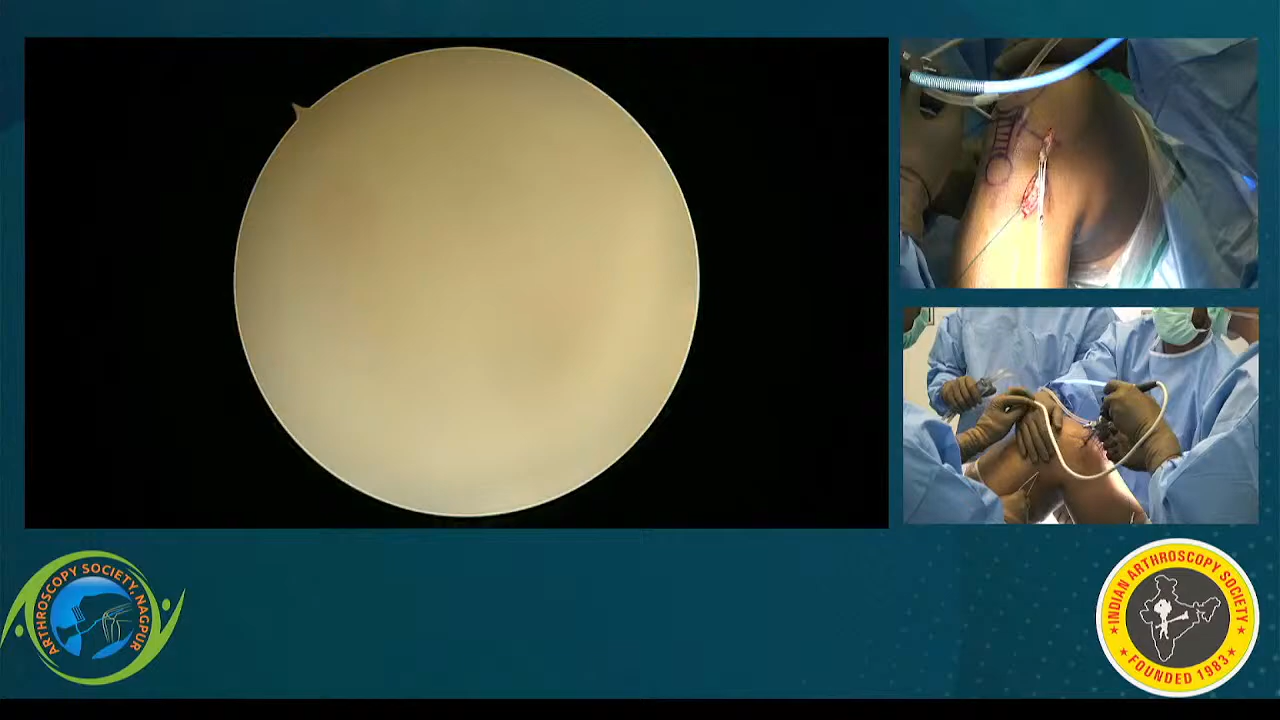 ARTHROSCOPY SOCIETY, NAGPUR
INDIAN ARTHROSCOPY SOCIETY
★ FOUNDED 1983 ★